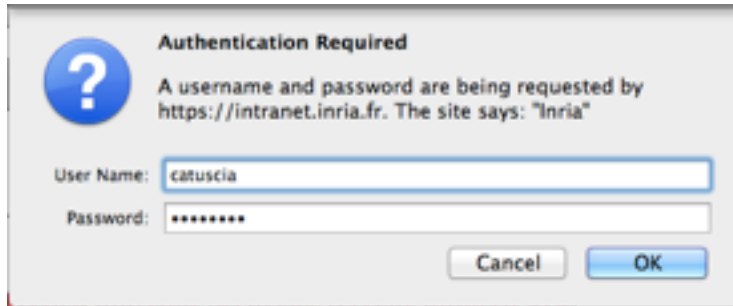 Authentication Required
A username and password are being requested by
https://intranet.inria.fr. The site says: "Inria"
User Name: catuscia
Password: ••••••••
Cancel OK